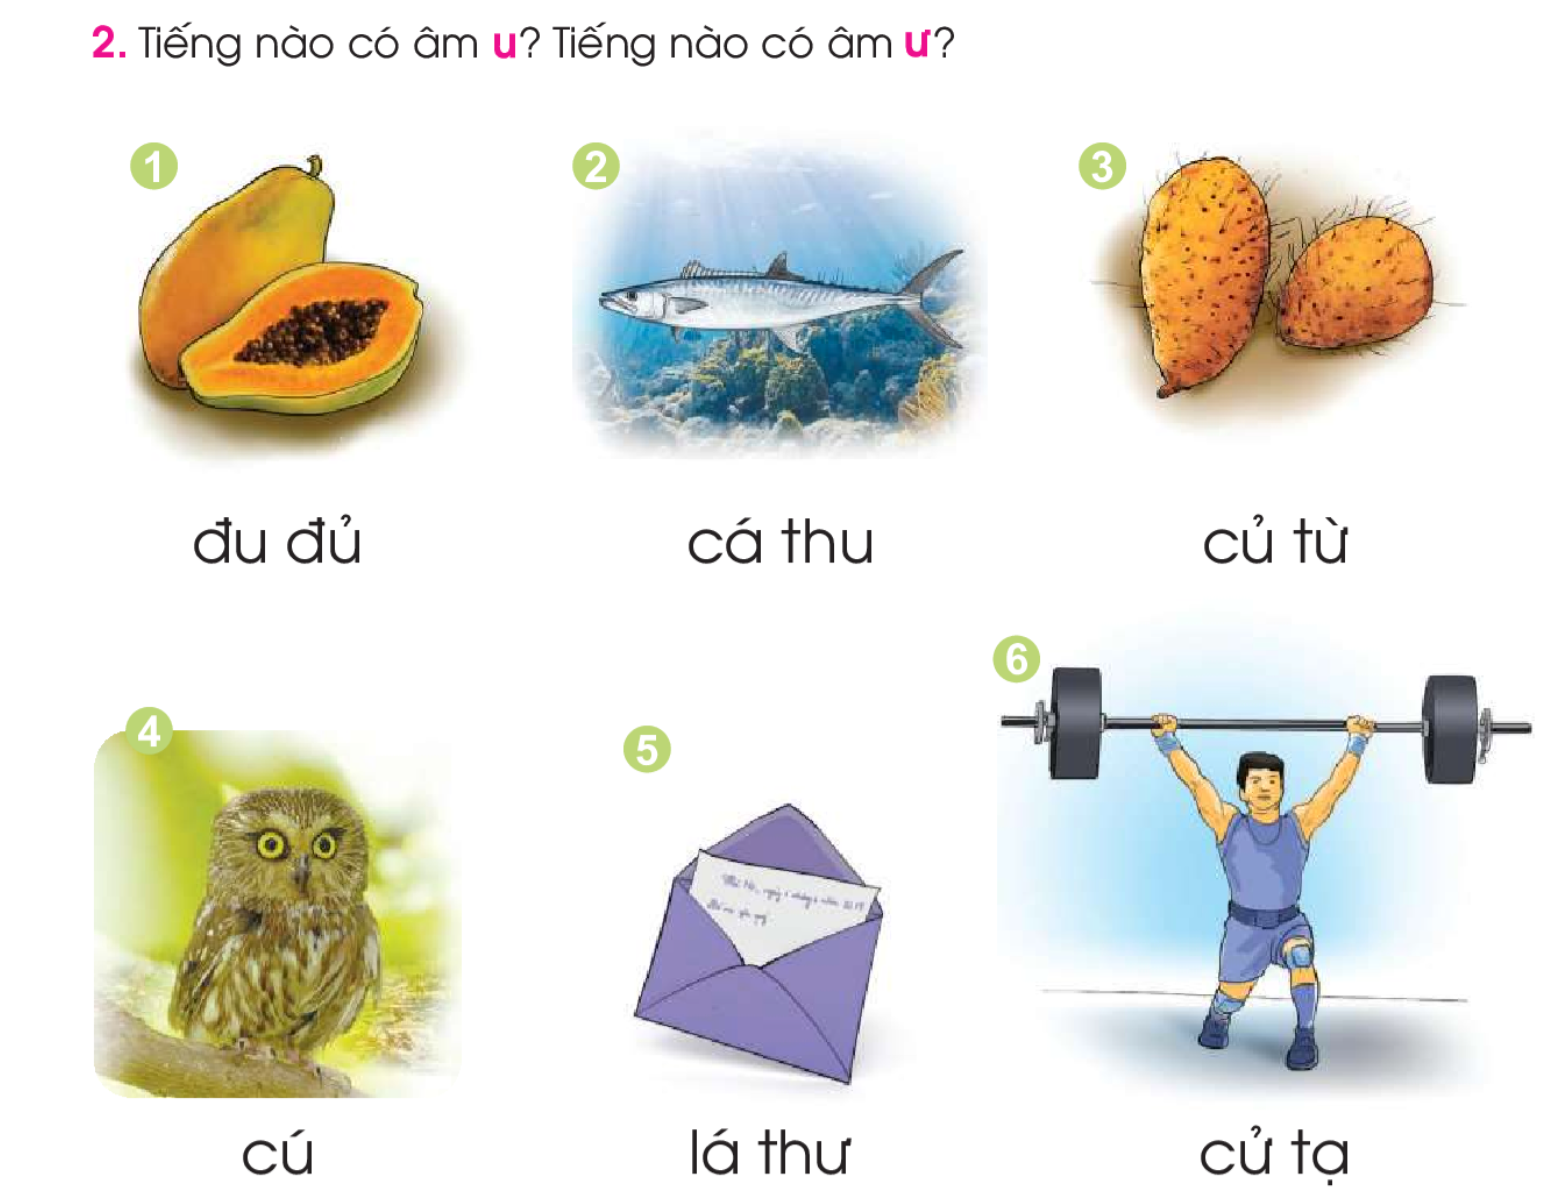 2. Tiếng nào có âm u? Tiếng nào có âm ư?
1
2
3
đu đủ
cá thu
củ từ
4
5
6
cú
lá thư
cử tạ